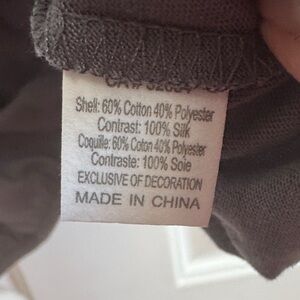 Shell: 60% Cotton 40% Polyester
Contrast: 100% Silk
Coquille: 60% Coton 40% Polyester
Contraste: 100% Soie
EXCLUSIVE OF DECORATION
MADE IN CHINA